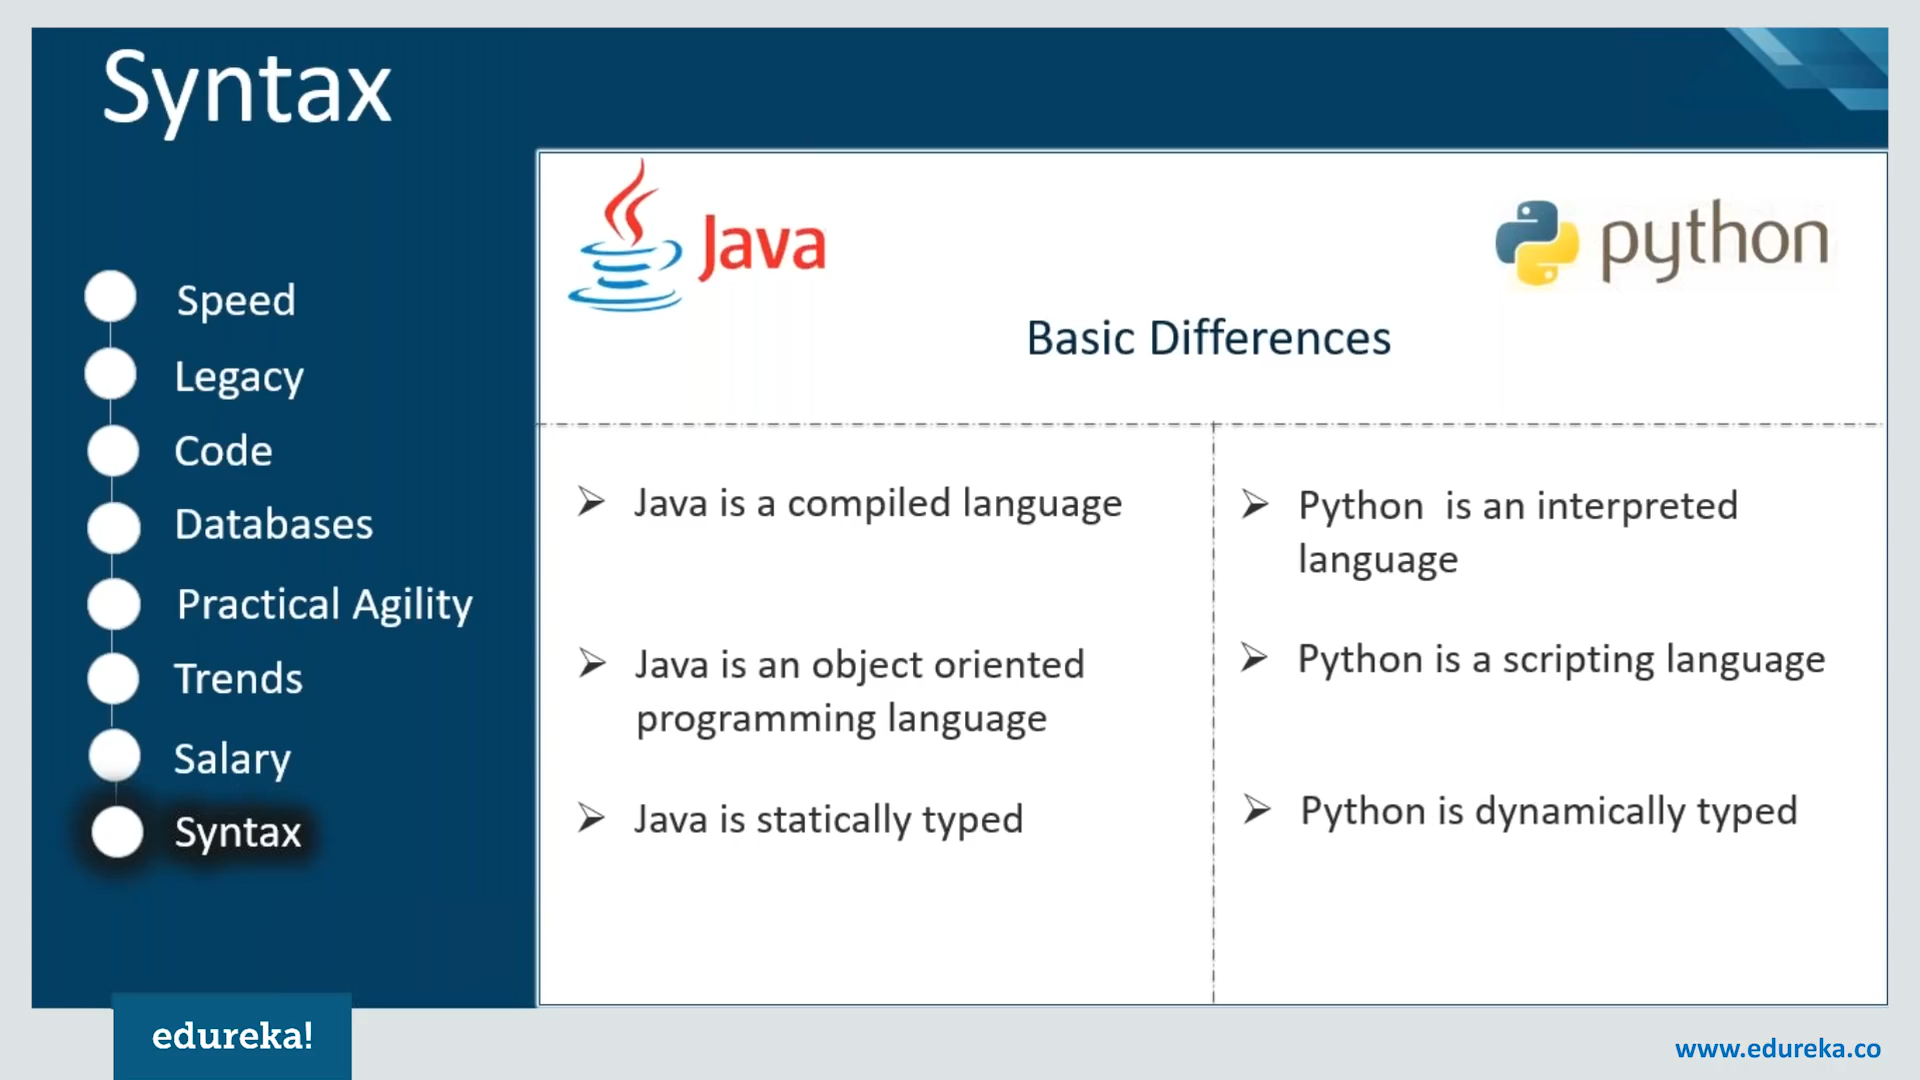 Syntax
Speed
Legacy
Code
Databases
Practical Agility
Trends
Salary
Syntax
Java
python
Basic Differences
➢ Java is a compiled language
➢ Java is an object oriented
programming language
➢ Java is statically typed
➢ Python  is an interpreted
language
➢ Python is a scripting language
➢ Python is dynamically typed
edureka!
www.edureka.co